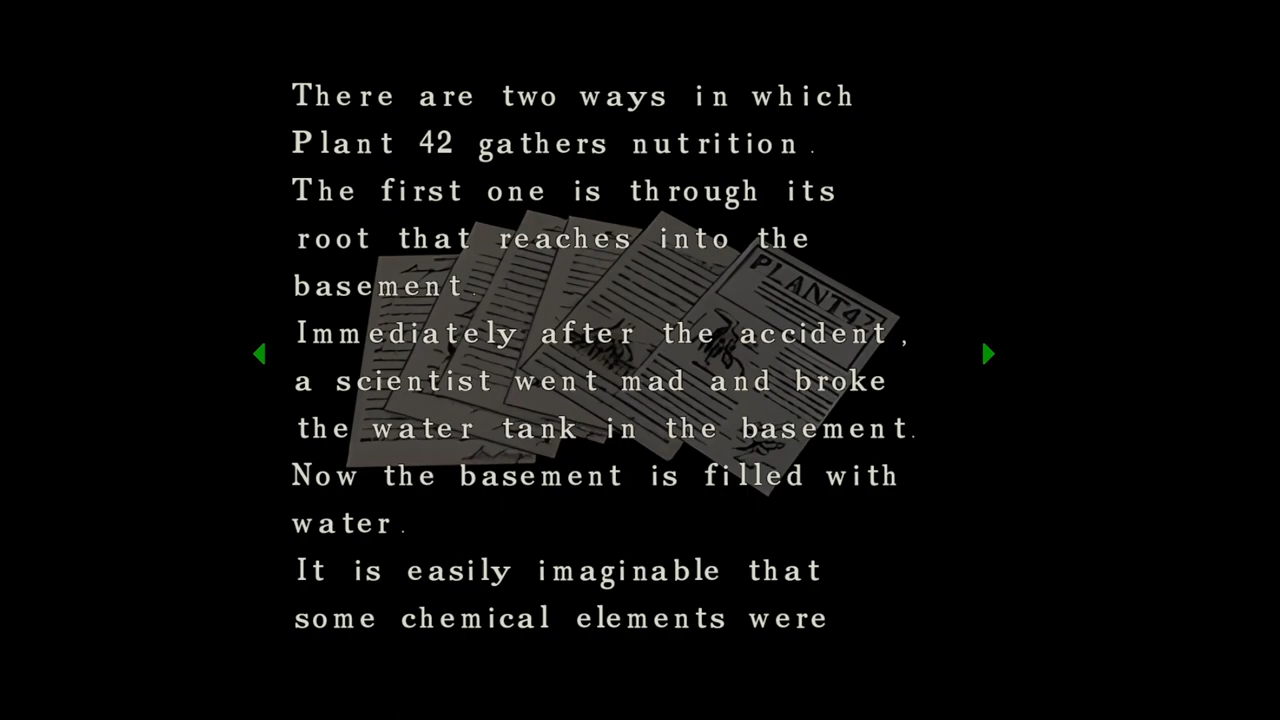 There are two ways in which
Plant 42 gathers nutrition.
The first one is through its
root that reaches into the
basement.
Immediately after the accident,
a scientist went mad and broke
the water tank in the basement.
Now the basement is filled with
water.
It is easily imaginable that
some chemical elements were
PLANT42